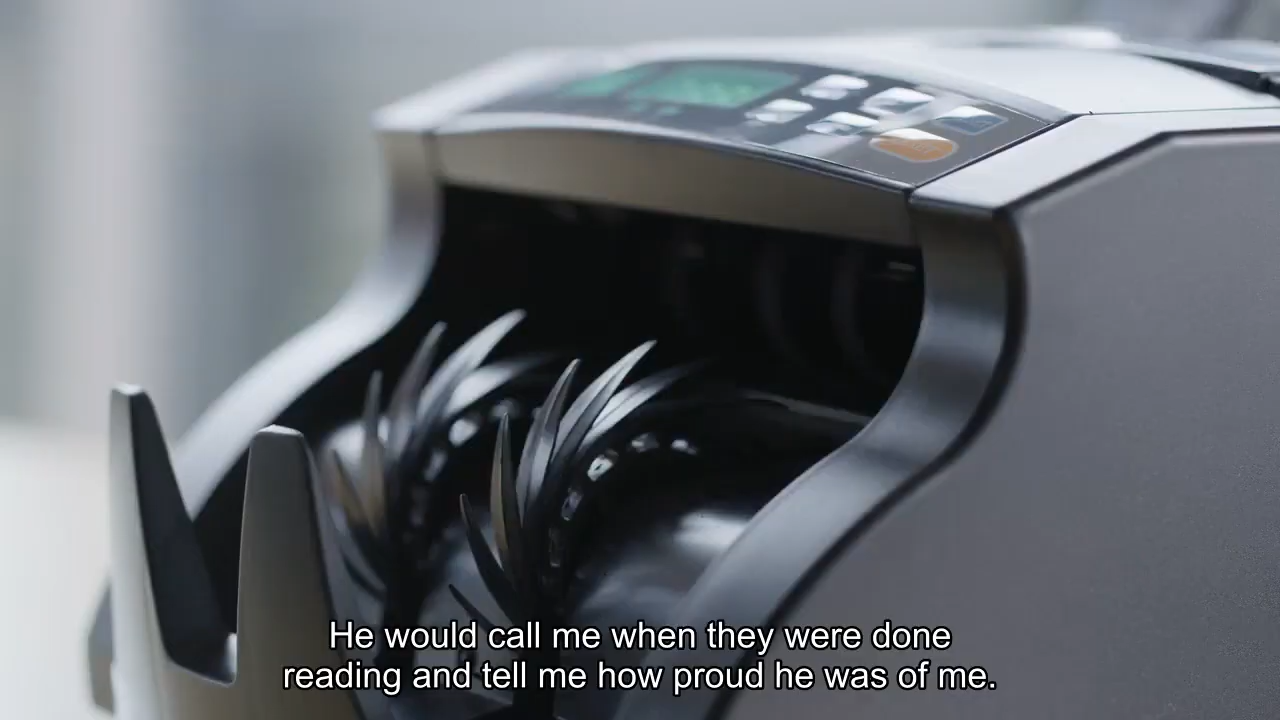 He would call me when they were done
reading and tell me how proud he was of me.